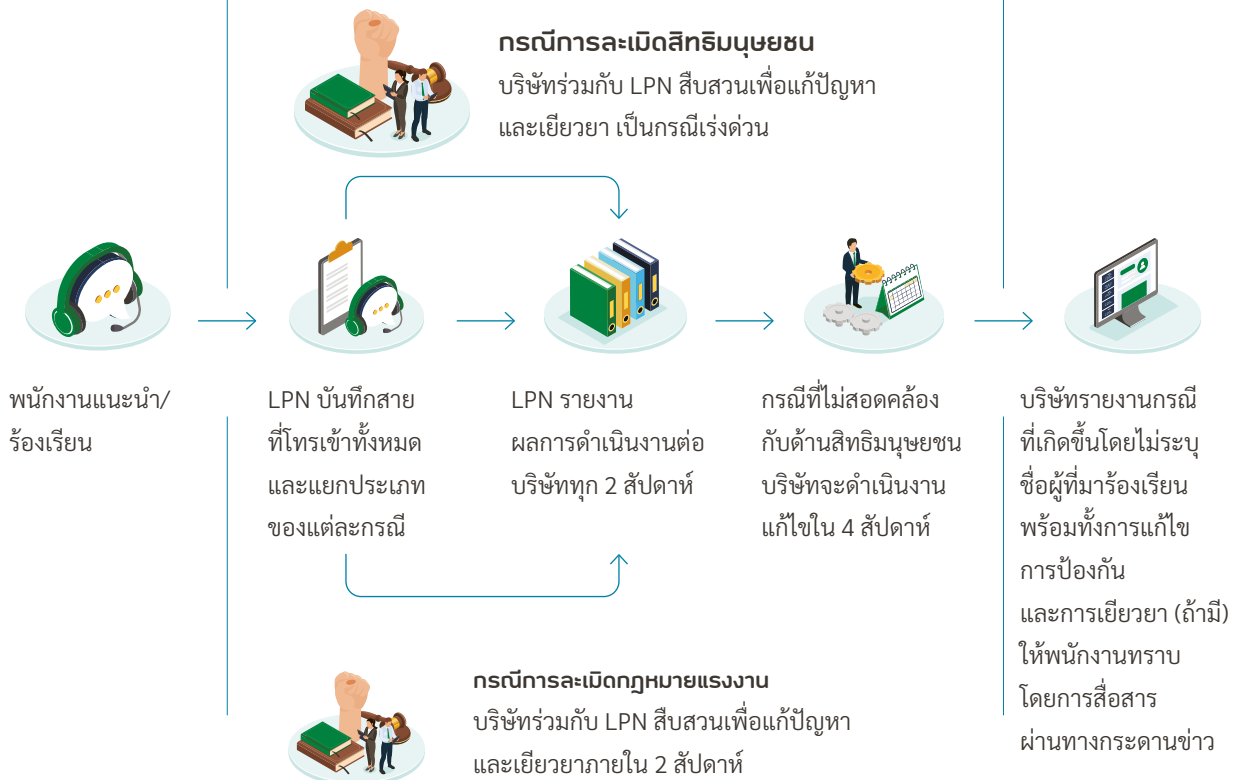 กรณีการละเมิดสิทธิมนุษยชน
บริษัทร่วมกับ LPN สืบสวนเพื่อแก้ปัญหา
และเยียวยา เป็นกรณีเร่งด่วน
พนักงานแนะนำ/
ร้องเรียน
LPN บันทึกสาย
ที่โทรเข้าทั้งหมด
และแยกประเภท
ของแต่ละกรณี
LPN รายงาน
ผลการดำเนินงานต่อ
บริษัททุก 2 สัปดาห์
กรณีที่ไม่สอดคล้อง
กับด้านสิทธิมนุษยชน
บริษัทจะดำเนินงาน
แก้ไขใน 4 สัปดาห์
บริษัทรายงานกรณี
ที่เกิดขึ้นโดยไม่ระบุ
ชื่อผู้ที่มาร้องเรียน
พร้อมทั้งการแก้ไข
การป้องกัน
และการเยียวยา (ถ้ามี)
ให้พนักงานทราบ
โดยการสื่อสาร
ผ่านทางกระดานข่าว
กรณีการละเมิดกฎหมายแรงงาน
บริษัทร่วมกับ LPN สืบสวนเพื่อแก้ปัญหา
และเยียวยาภายใน 2 สัปดาห์